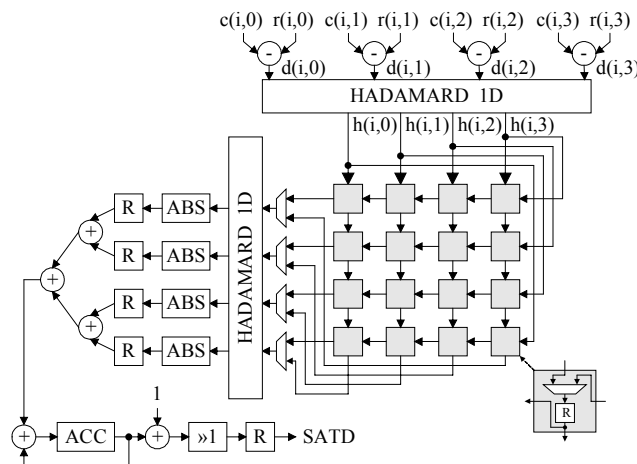 c(i,0) r(i,0) c(i,1) r(i,1) c(i,2) r(i,2) c(i,3) r(i,3)
- - - -
d(i,0) d(i,1) d(i,2) d(i,3)
HADAMARD 1D
h(i,0) h(i,1) h(i,2) h(i,3)
HADAMARD 1D
R ABS
+
R ABS
+
R ABS
+
R ABS
R
1
+ ACC + »1 R SATD